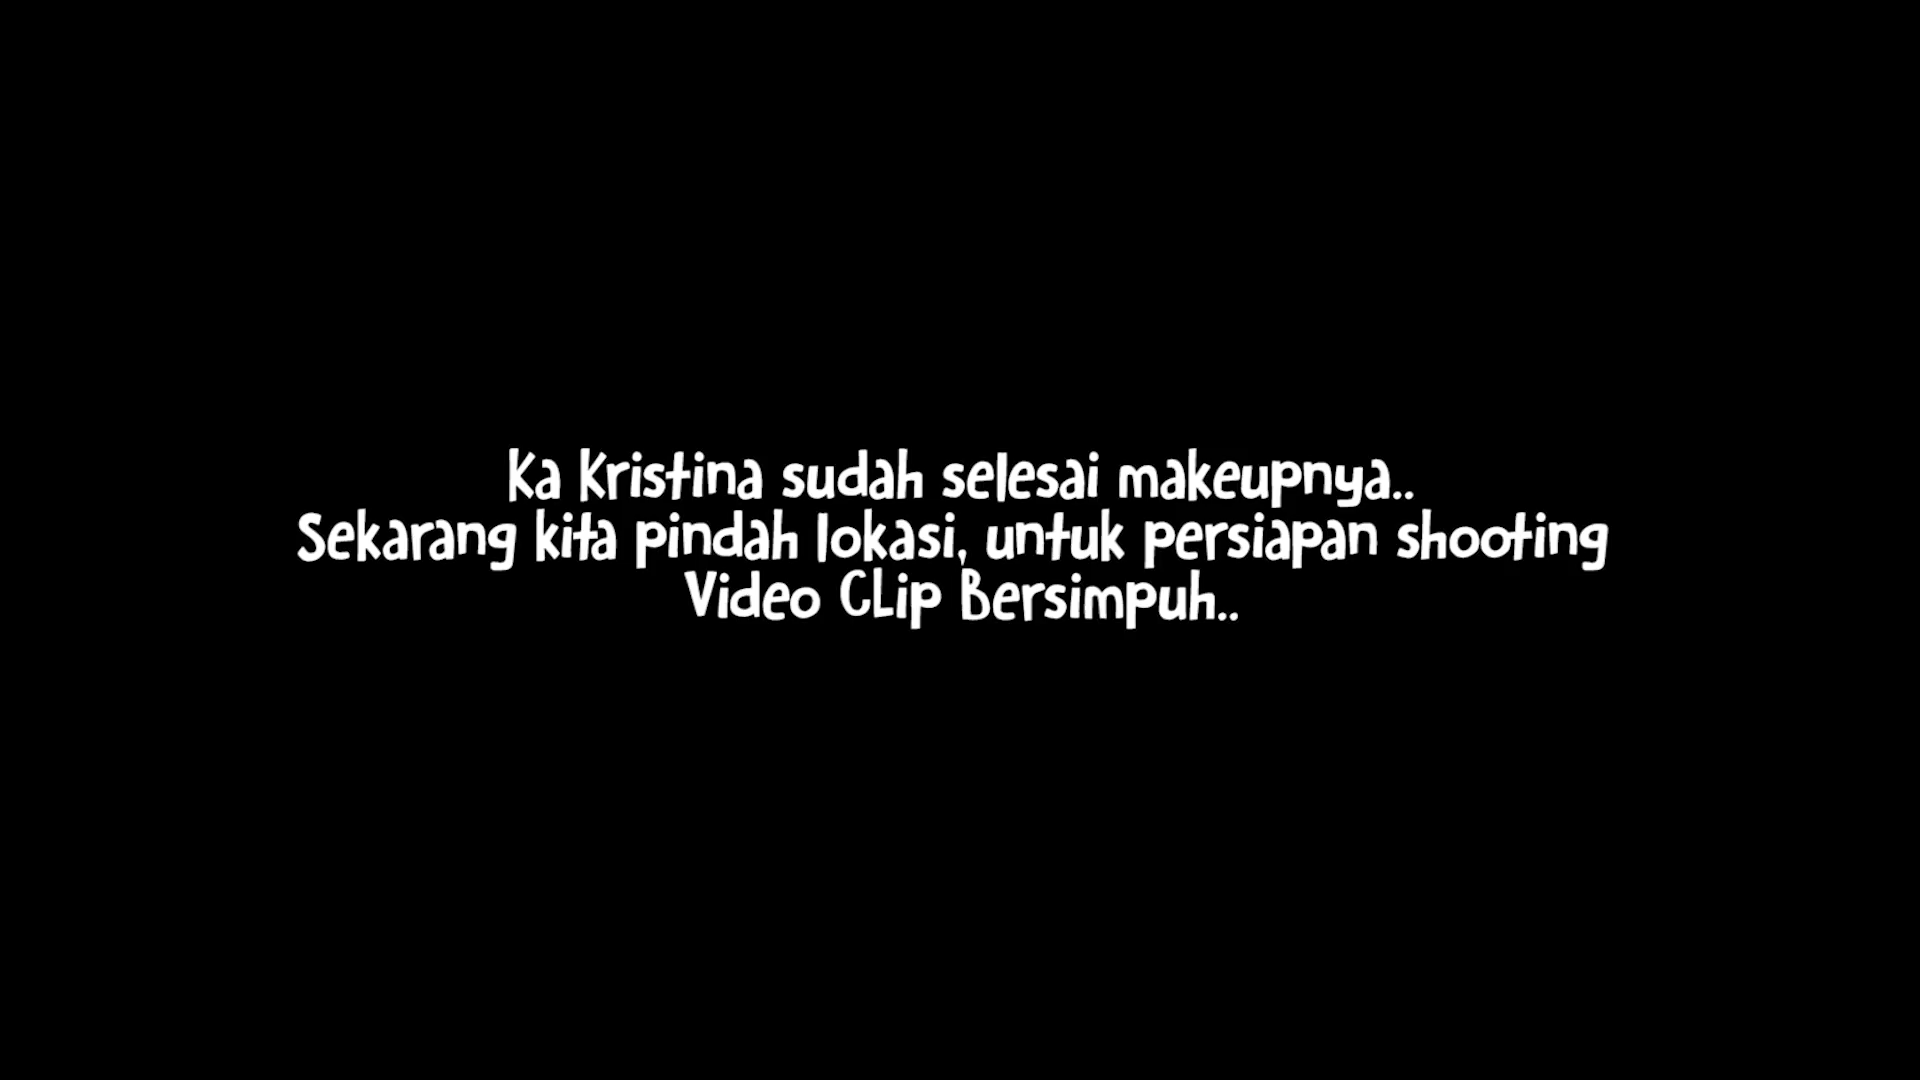 Ka Kristina sudah selesai makeupnya..
Sekarang kita pindah lokasi, untuk persiapan shooting
Video CLip Bersimpuh..